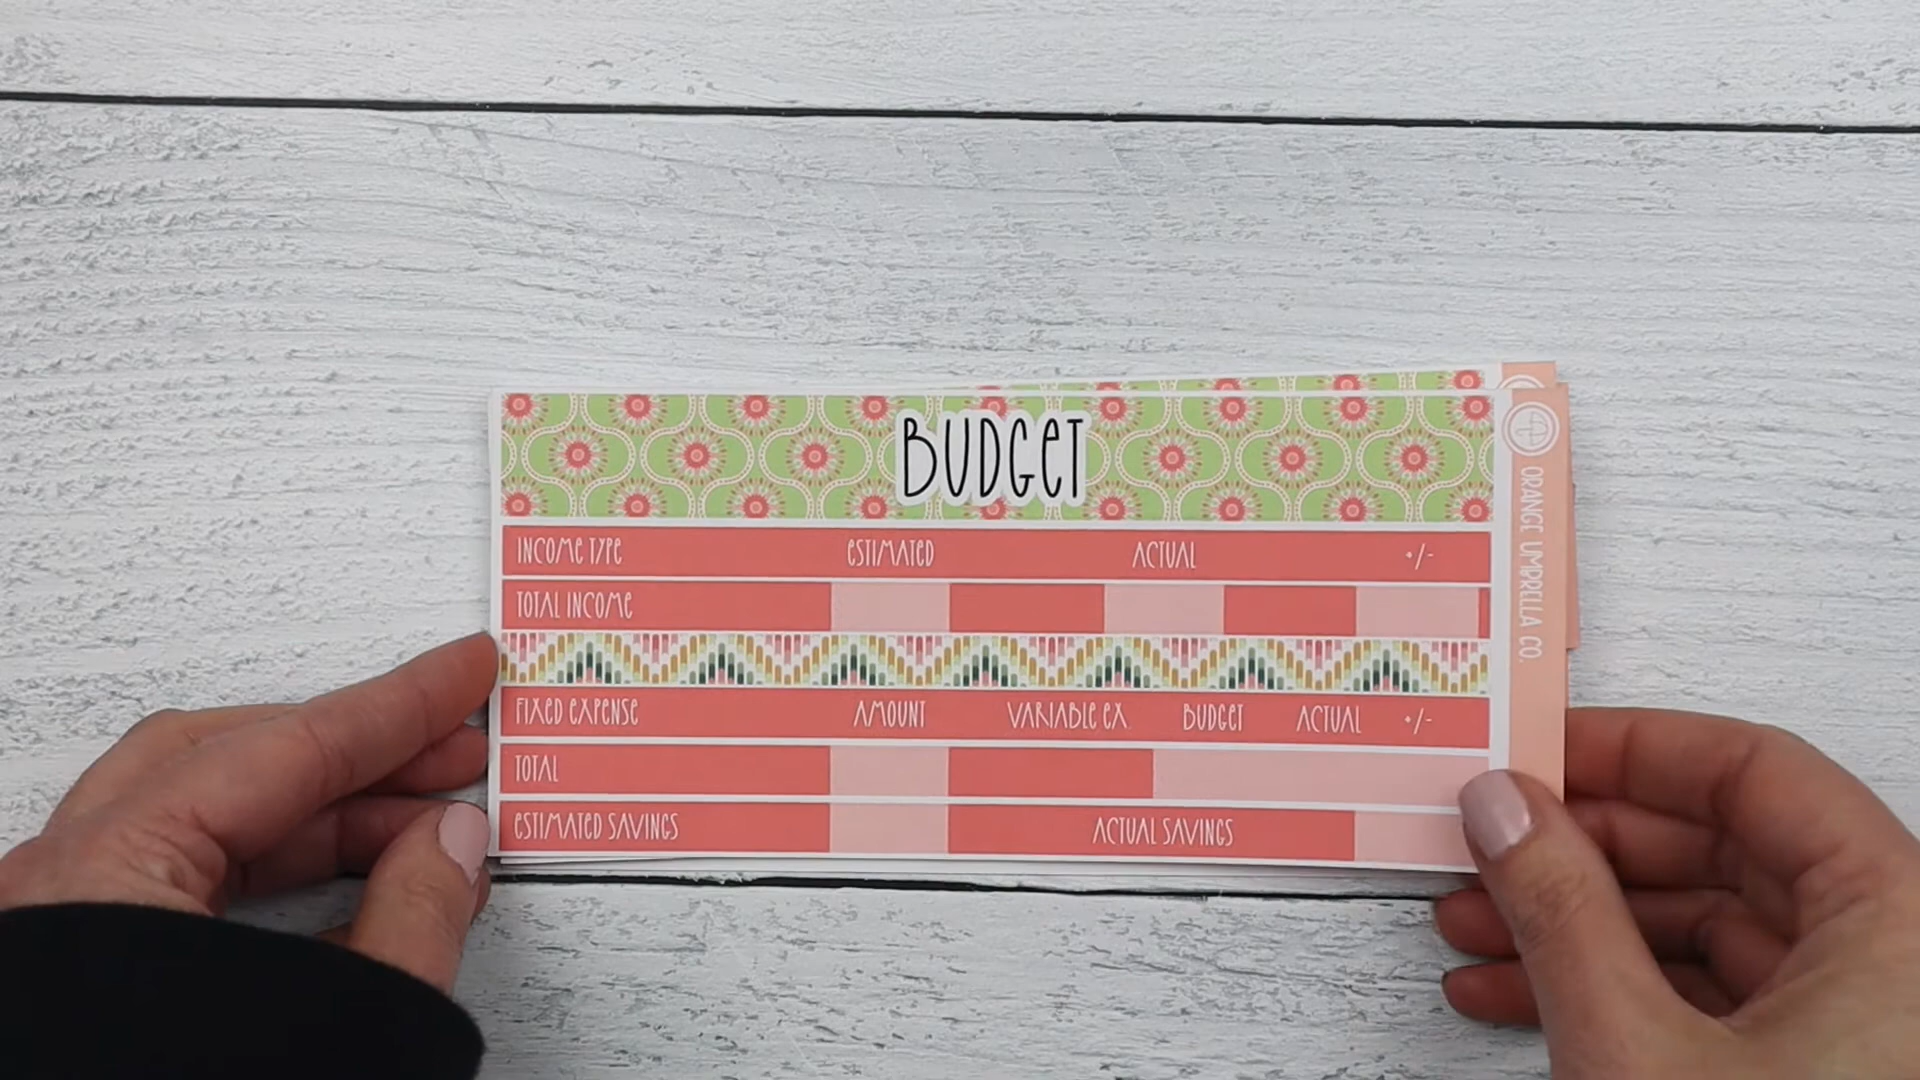 BUDGET
INCOME TYPE ESTIMATED ACTUAL +/-
TOTAL INCOME
FIXED EXPENSE AMOUNT VARIABLE EX. BUDGET ACTUAL +/-
TOTAL
ESTIMATED SAVINGS ACTUAL SAVINGS
ORANGE UMBRELLA CO.